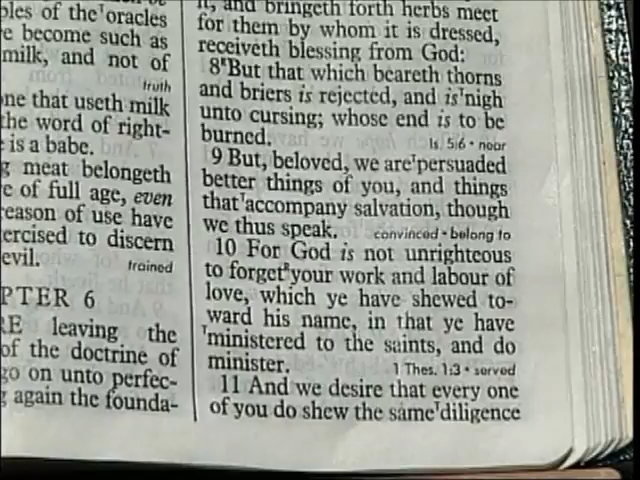 ples of the oracles
e become such as
milk, and not of
truth
ne that useth milk
the word of right-
is a babe.
g meat belongeth
e of full age, even
reason of use have
ercised to discern
evil.
trained
PTER 6
RE leaving the
of the doctrine of
go on unto perfec-
g again the founda-
it, and bringeth forth herbs meet
for them by whom it is dressed,
receiveth blessing from God:
8 But that which beareth thorns
and briers is rejected, and is nigh
unto cursing; whose end is to be
burned.
Is. 5:6 • near
9 But, beloved, we are persuaded
better things of you, and things
that accompany salvation, though
we thus speak.
convinced • belong to
10 For God is not unrighteous
to forget your work and labour of
love, which ye have shewed to-
ward his name, in that ye have
ministered to the saints, and do
minister.
1 Thes. 1:3 • served
11 And we desire that every one
of you do shew the same diligence